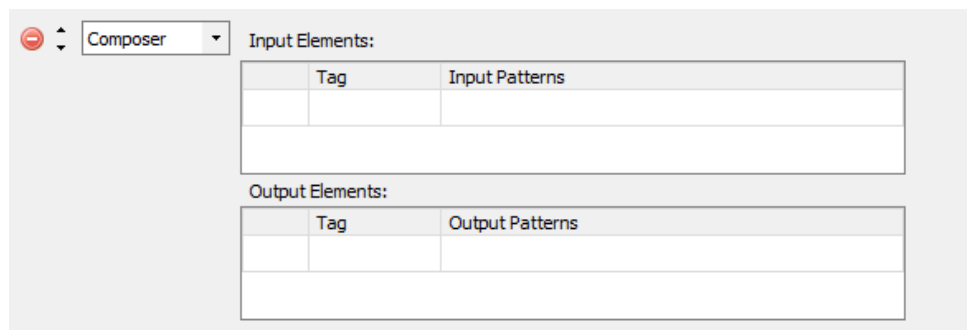 Composer
Input Elements:
Tag Input Patterns
Output Elements:
Tag Output Patterns